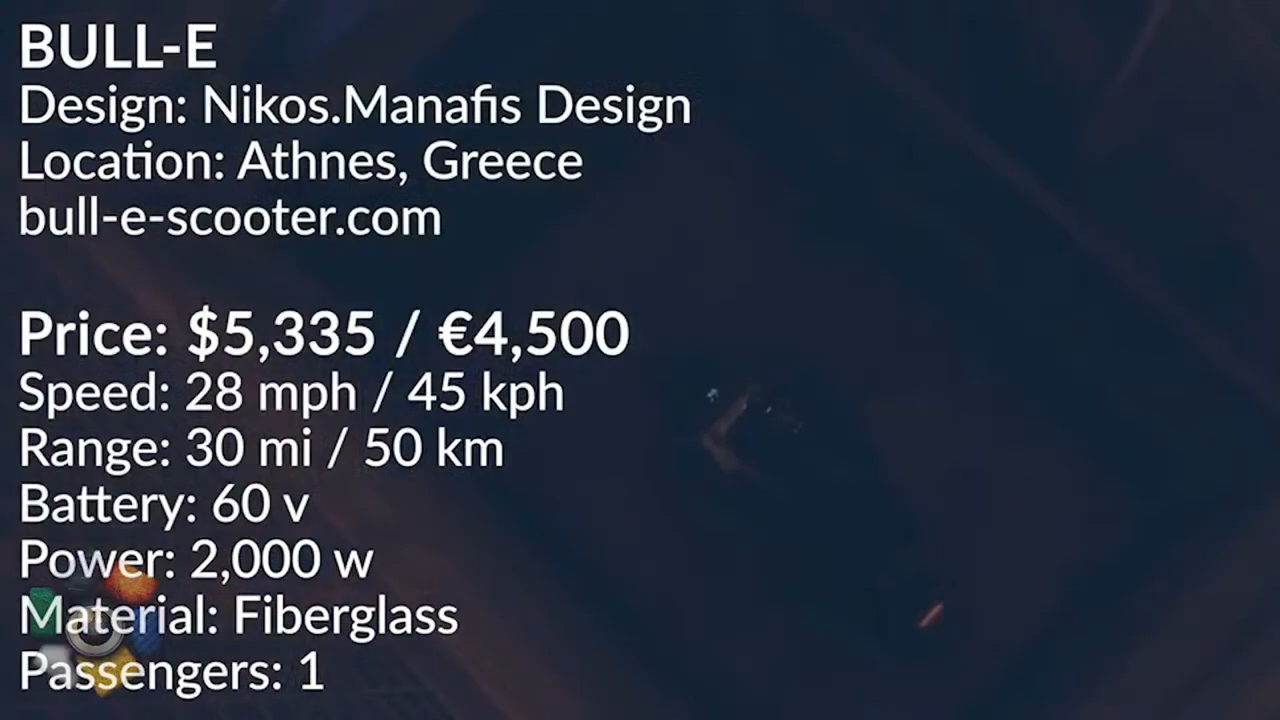 BULL-E
Design: Nikos.Manafis Design
Location: Athnes, Greece
bull-e-scooter.com
Price: $5,335 / €4,500
Speed: 28 mph / 45 kph
Range: 30 mi / 50 km
Battery: 60 v
Power: 2,000 w
Material: Fiberglass
Passengers: 1